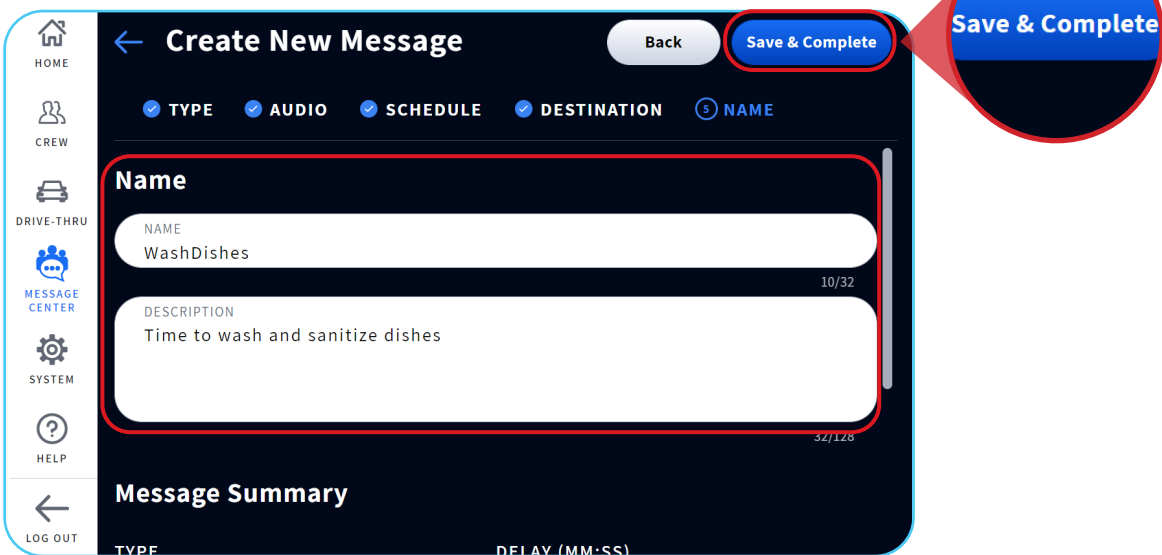 HOME
CREW
DRIVE-THRU
MESSAGE
CENTER
SYSTEM
HELP
LOG OUT
Create New Message
Back
Save & Complete
Save & Complete
TYPE
AUDIO
SCHEDULE
DESTINATION
5 NAME
Name
NAME
WashDishes
10/32
DESCRIPTION
Time to wash and sanitize dishes
32/128
Message Summary
TYPE
DELAY (MM:SS)